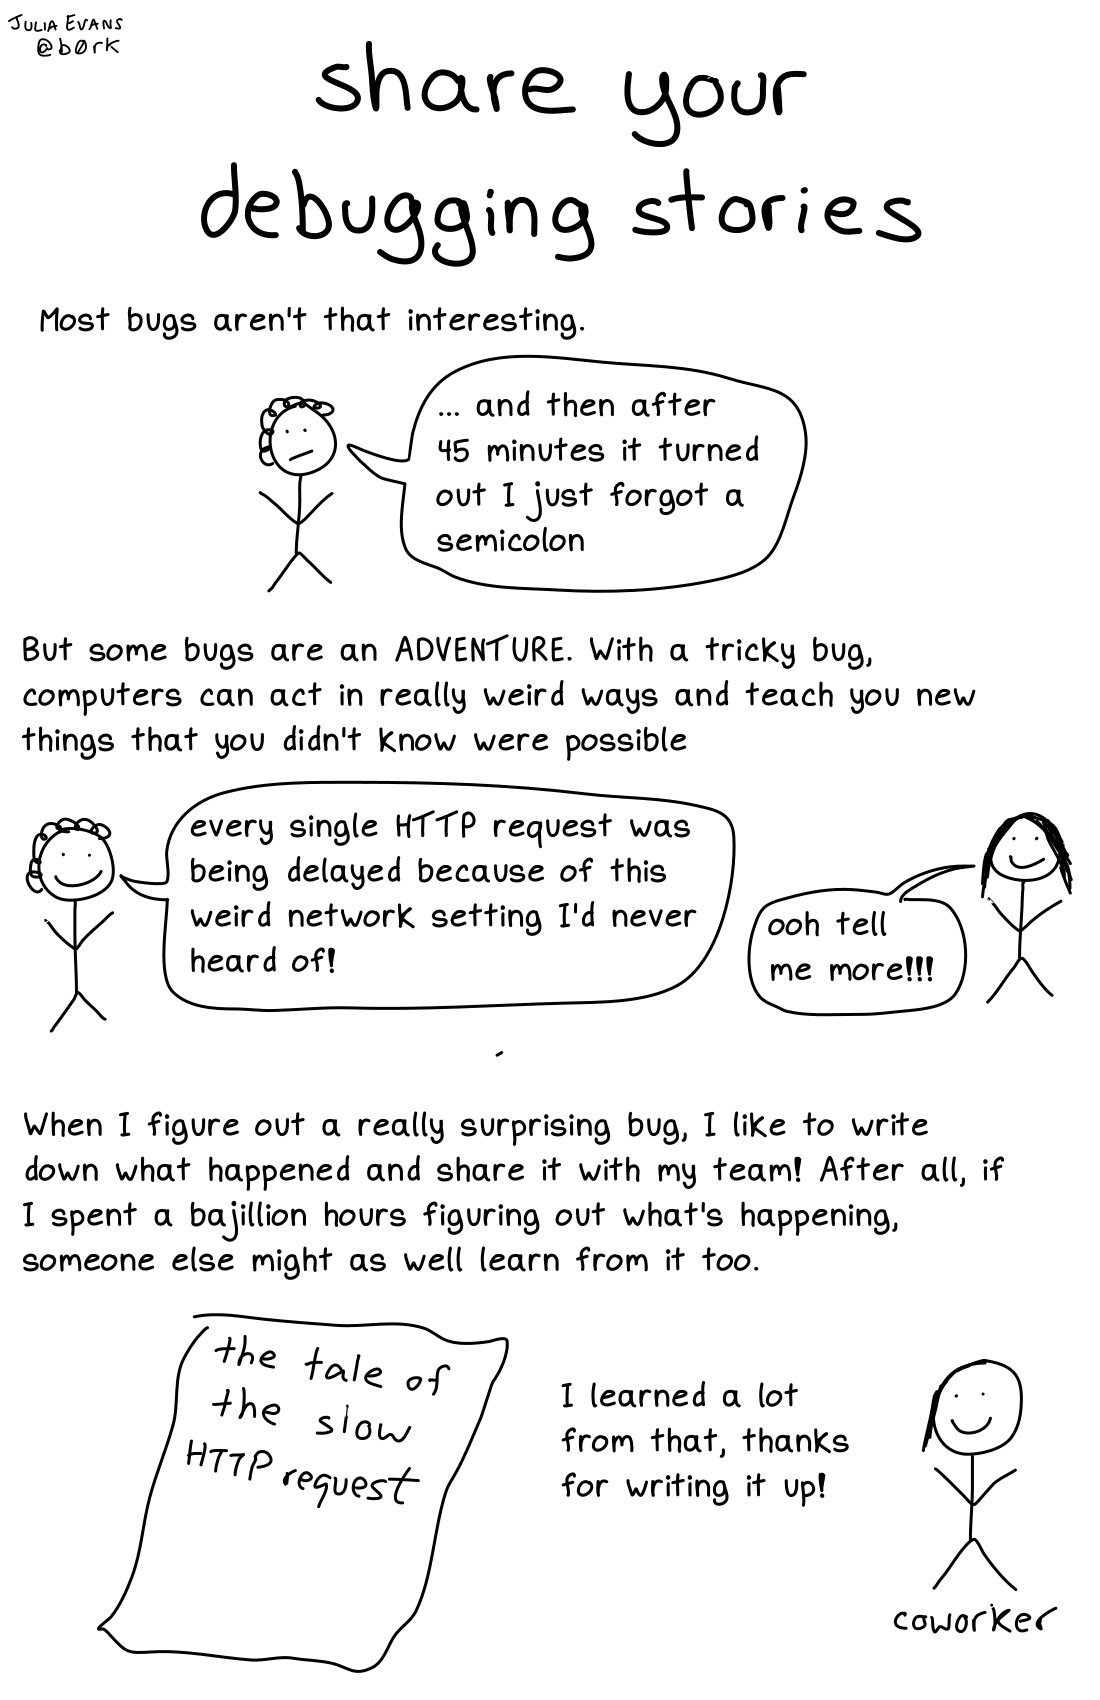 JULIA EVANS
@b0rk
share your
debugging stories
Most bugs aren't that interesting.
... and then after
45 minutes it turned
out I just forgot a
semicolon
But some bugs are an ADVENTURE. With a tricky bug,
computers can act in really weird ways and teach you new
things that you didn't know were possible
every single HTTP request was
being delayed because of this
weird network setting I'd never
heard of!
ooh tell
me more!!!
When I figure out a really surprising bug, I like to write
down what happened and share it with my team! After all, if
I spent a bajillion hours figuring out what's happening,
someone else might as well learn from it too.
the tale of
the slow
HTTP request
I learned a lot
from that, thanks
for writing it up!
coworker